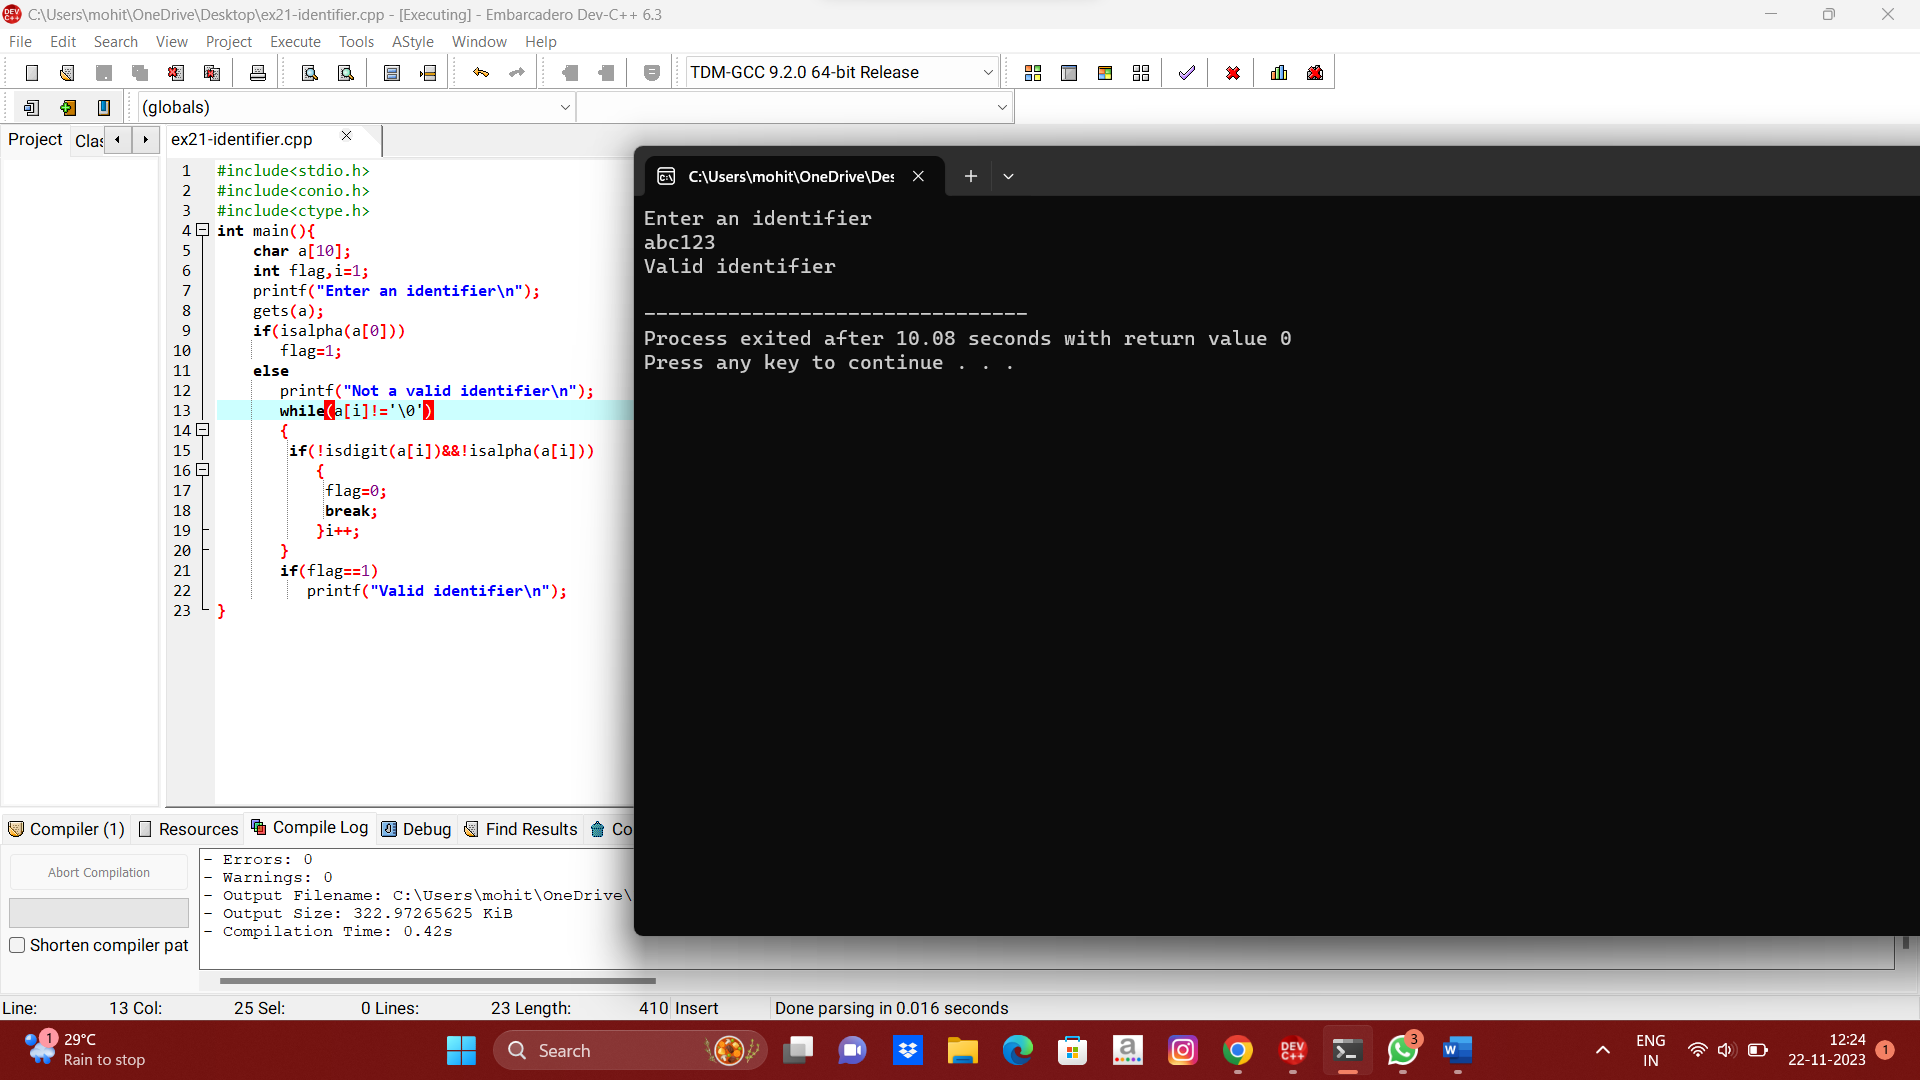 C:\Users\mohit\OneDrive\Desktop\ex21-identifier.cpp - [Executing] - Embarcadero Dev-C++ 6.3
File Edit Search View Project Execute Tools AStyle Window Help
TDM-GCC 9.2.0 64-bit Release
(globals)
Project Clas ex21-identifier.cpp
1 #include<stdio.h>
2 #include<conio.h>
3 #include<ctype.h>
4 int main(){
5 char a[10];
6 int flag,i=1;
7 printf("Enter an identifier\n");
8 gets(a);
9 if(isalpha(a[0]))
10 flag=1;
11 else
12 printf("Not a valid identifier\n");
13 while(a[i]!='\0')
14 {
15 if(!isdigit(a[i])&&!isalpha(a[i]))
16 {
17 flag=0;
18 break;
19 }i++;
20 }
21 if(flag==1)
22 printf("Valid identifier\n");
23 }
C:\Users\mohit\OneDrive\Des
Enter an identifier
abc123
Valid identifier
--------------------------------
Process exited after 10.08 seconds with return value 0
Press any key to continue . . .
Compiler (1) Resources Compile Log Debug Find Results Co
Abort Compilation
Shorten compiler pat
- Errors: 0
- Warnings: 0
- Output Filename: C:\Users\mohit\OneDrive\
- Output Size: 322.97265625 KiB
- Compilation Time: 0.42s
Line: 13 Col: 25 Sel: 0 Lines: 23 Length: 410 Insert Done parsing in 0.016 seconds
1
29°C
Rain to stop
Search
DEV C++
3
ENG
IN
12:24
22-11-2023
1